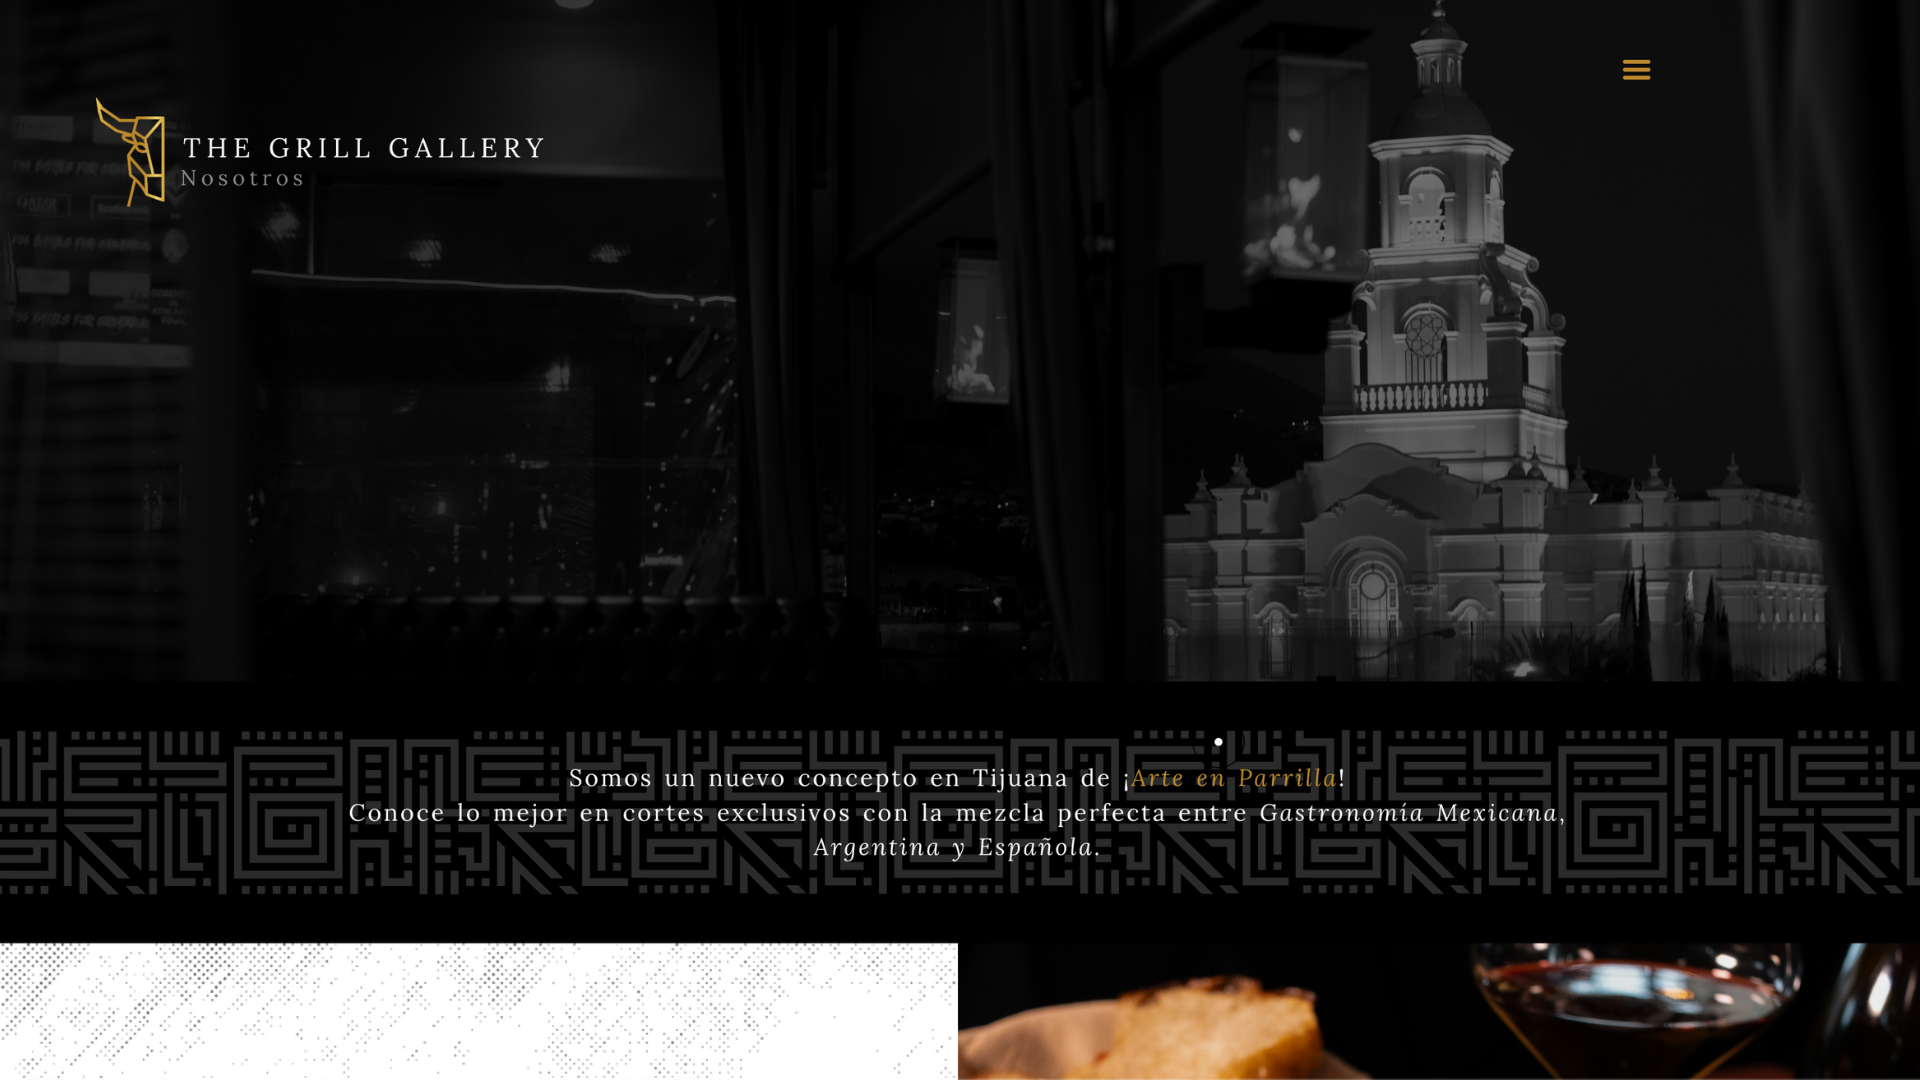 THE GRILL GALLERY
Nosotros
QATAR
Somos un nuevo concepto en Tijuana de ¡Arte en Parrilla!
Conoce lo mejor en cortes exclusivos con la mezcla perfecta entre Gastronomía Mexicana,
Argentina y Española.